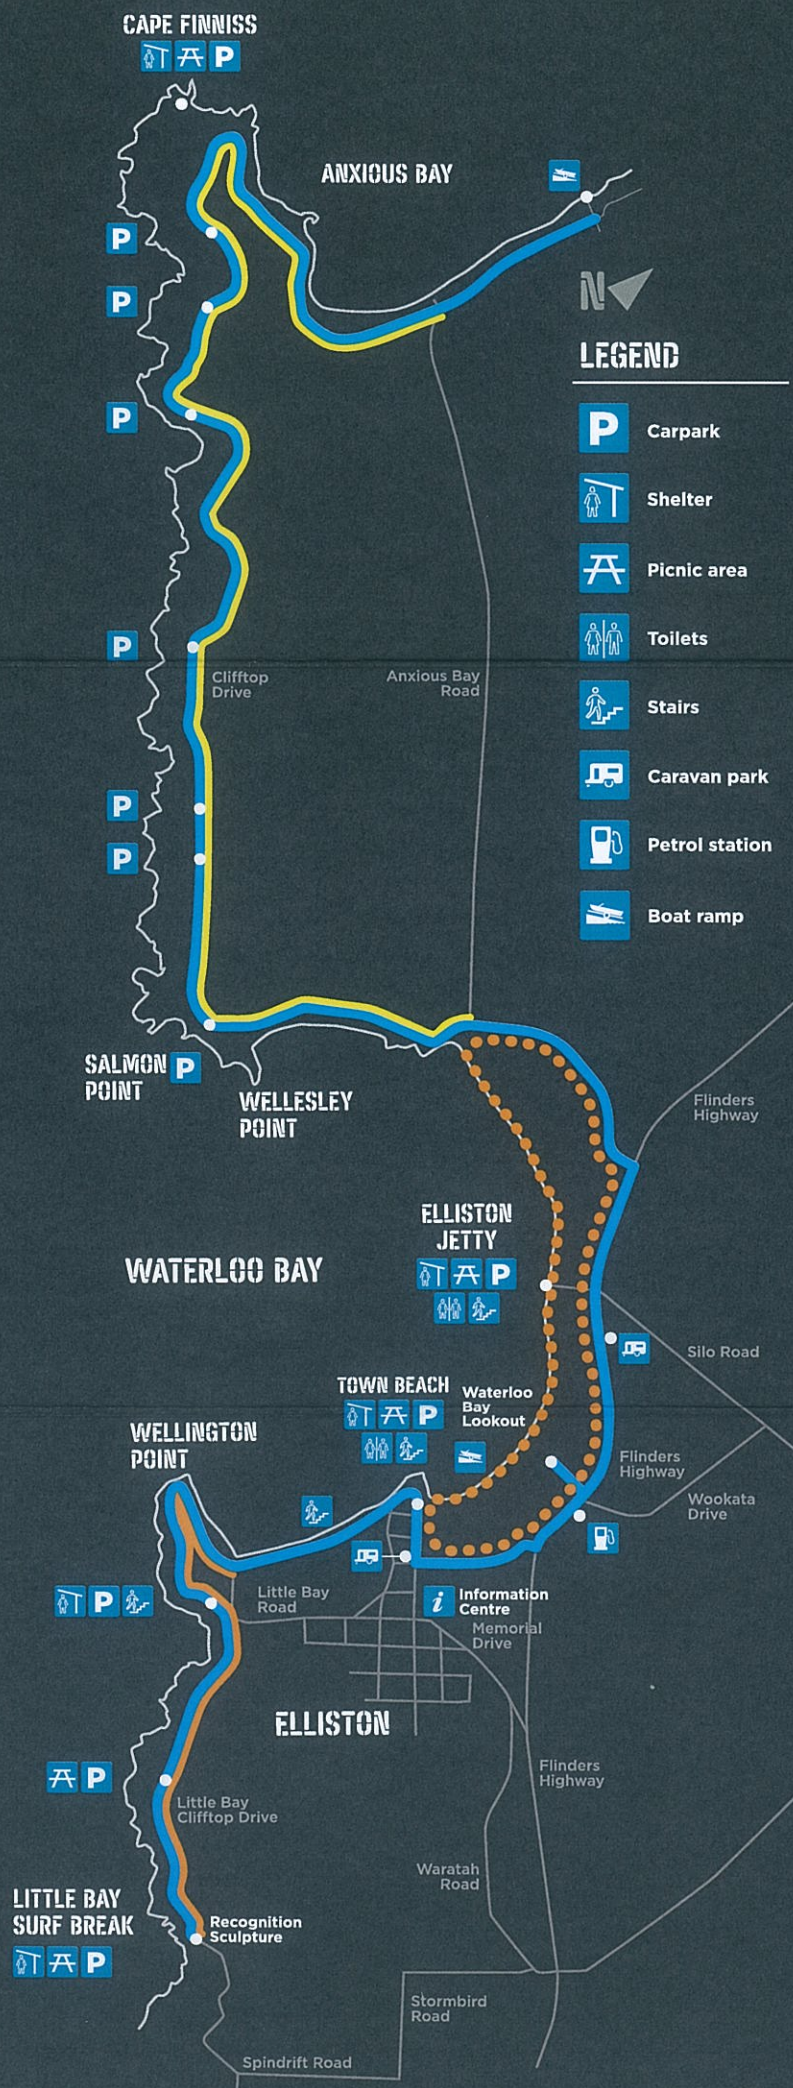 CAPE FINNISS
P
ANXIOUS BAY
P
P
N
LEGEND
P
P Carpark
Shelter
Picnic area
Toilets
P
Clifftop
Drive
Anxious Bay
Road
Stairs
Caravan park
P
P
Petrol station
Boat ramp
SALMON
POINT
P
WELLESLEY
POINT
Flinders
Highway
ELLISTON
JETTY
P
WATERLOO BAY
Silo Road
TOWN BEACH
P
Waterloo
Bay
Lookout
WELLINGTON
POINT
Flinders
Highway
Wookata
Drive
P
Little Bay
Road
i Information
Centre
Memorial
Drive
ELLISTON
P
Flinders
Highway
Little Bay
Clifftop Drive
Waratah
Road
LITTLE BAY
SURF BREAK
P
Recognition
Sculpture
Stormbird
Road
Spindrift Road